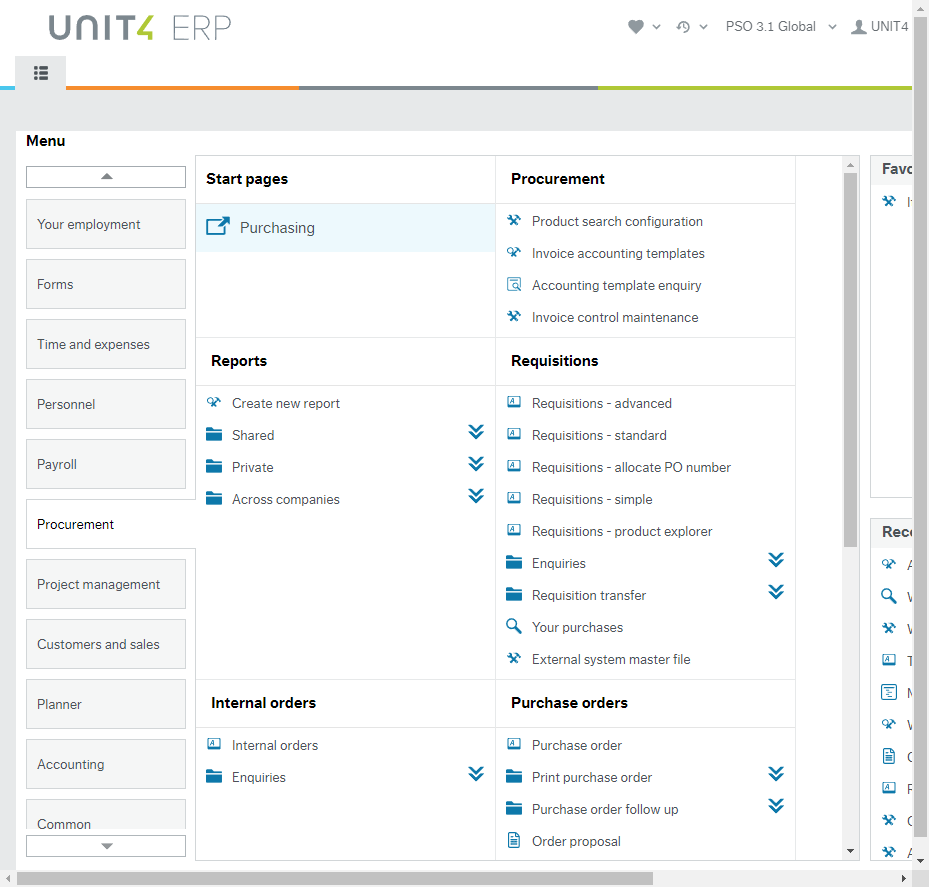 UNIT4 ERP
PSO 3.1 Global
UNIT4
Menu
Your employment
Forms
Time and expenses
Personnel
Payroll
Procurement
Project management
Customers and sales
Planner
Accounting
Common
Start pages
Purchasing
Procurement
Product search configuration
Invoice accounting templates
Accounting template enquiry
Invoice control maintenance
Reports
Create new report
Shared
Private
Across companies
Requisitions
Requisitions - advanced
Requisitions - standard
Requisitions - allocate PO number
Requisitions - simple
Requisitions - product explorer
Enquiries
Requisition transfer
Your purchases
External system master file
Internal orders
Internal orders
Enquiries
Purchase orders
Purchase order
Print purchase order
Purchase order follow up
Order proposal